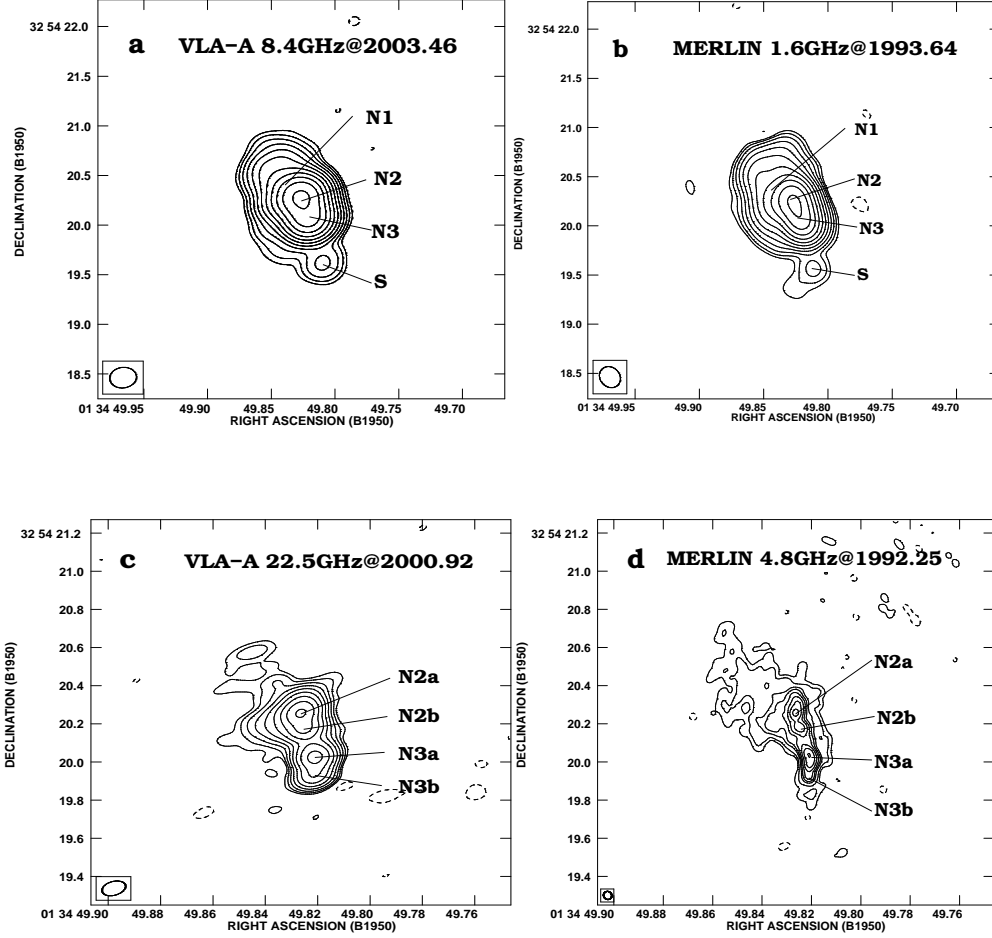 a VLA-A 8.4GHz@2003.46
32 54 22.0
21.5
21.0
20.5
20.0
19.5
19.0
18.5
DECLINATION (B1950)
N1
N2
N3
S
01 34 49.95 49.90 49.85 49.80 49.75 49.70
RIGHT ASCENSION (B1950)
b MERLIN 1.6GHz@1993.64
32 54 22.0
21.5
21.0
20.5
20.0
19.5
19.0
18.5
DECLINATION (B1950)
N1
N2
N3
S
01 34 49.95 49.90 49.85 49.80 49.75 49.70
RIGHT ASCENSION (B1950)
c VLA-A 22.5GHz@2000.92
32 54 21.2
21.0
20.8
20.6
20.4
20.2
20.0
19.8
19.6
19.4
DECLINATION (B1950)
N2a
N2b
N3a
N3b
01 34 49.90 49.88 49.86 49.84 49.82 49.80 49.78 49.76
RIGHT ASCENSION (B1950)
d MERLIN 4.8GHz@1992.25
32 54 21.2
21.0
20.8
20.6
20.4
20.2
20.0
19.8
19.6
19.4
DECLINATION (B1950)
N2a
N2b
N3a
N3b
01 34 49.90 49.88 49.86 49.84 49.82 49.80 49.78 49.76
RIGHT ASCENSION (B1950)